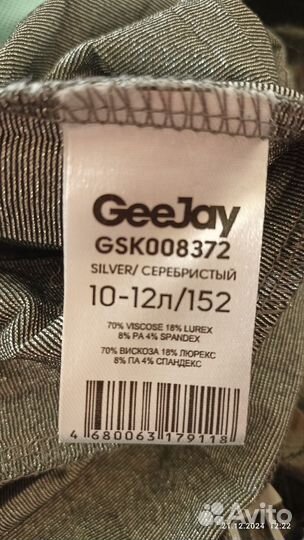 GeeJay
GSK008372
SILVER/ СЕРЕБРИСТЫЙ
10-12л/152
70% VISCOSE 18% LUREX
8% PA 4% SPANDEX
70% ВИСКОЗА 18% ЛЮРЕКС
8% ПА 4% СПАНДЕКС
4 680063 179118
21.12.2024 12:22
Avito